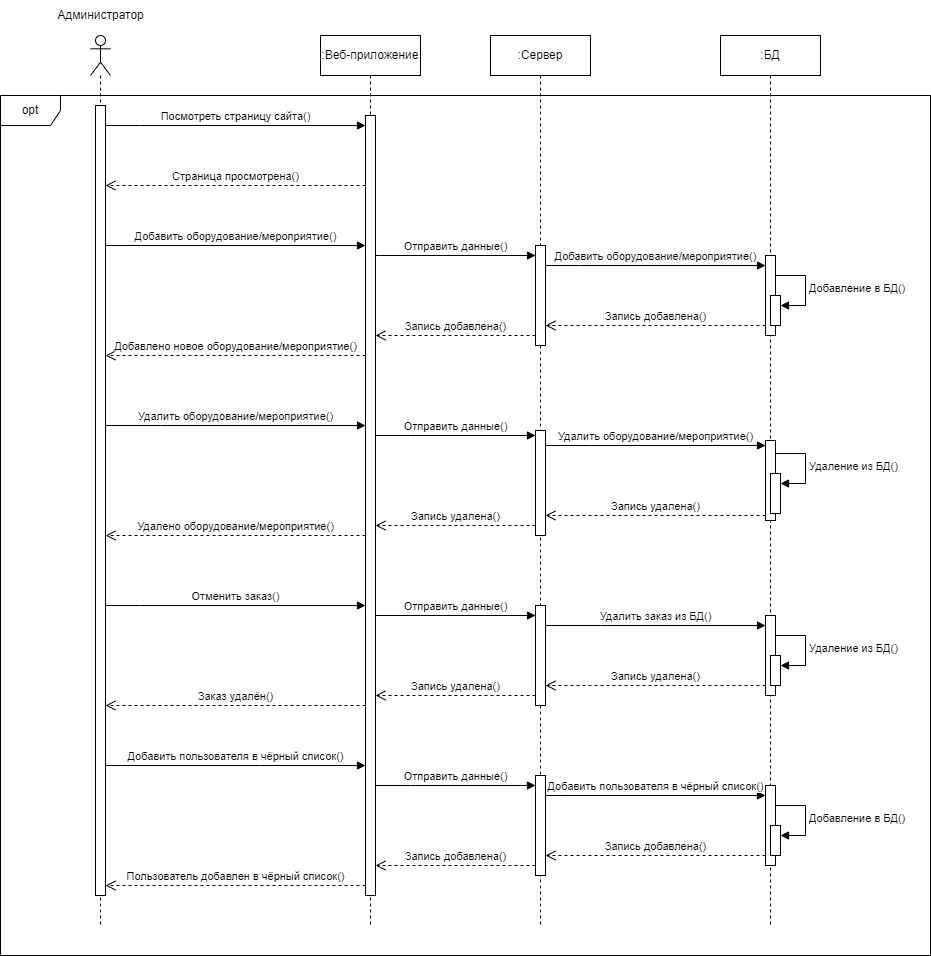 Администратор
:Веб-приложение
:Сервер
:БД
opt
Посмотреть страницу сайта()
Страница просмотрена()
Добавить оборудование/мероприятие()
Отправить данные()
Добавить оборудование/мероприятие()
Добавление в БД()
Запись добавлена()
Запись добавлена()
Добавлено новое оборудование/мероприятие()
Удалить оборудование/мероприятие()
Отправить данные()
Удалить оборудование/мероприятие()
Удаление из БД()
Запись удалена()
Запись удалена()
Удалено оборудование/мероприятие()
Отменить заказ()
Отправить данные()
Удалить заказ из БД()
Удаление из БД()
Запись удалена()
Запись удалена()
Заказ удалён()
Добавить пользователя в чёрный список()
Отправить данные()
Добавить пользователя в чёрный список()
Добавление в БД()
Запись добавлена()
Запись добавлена()
Пользователь добавлен в чёрный список()